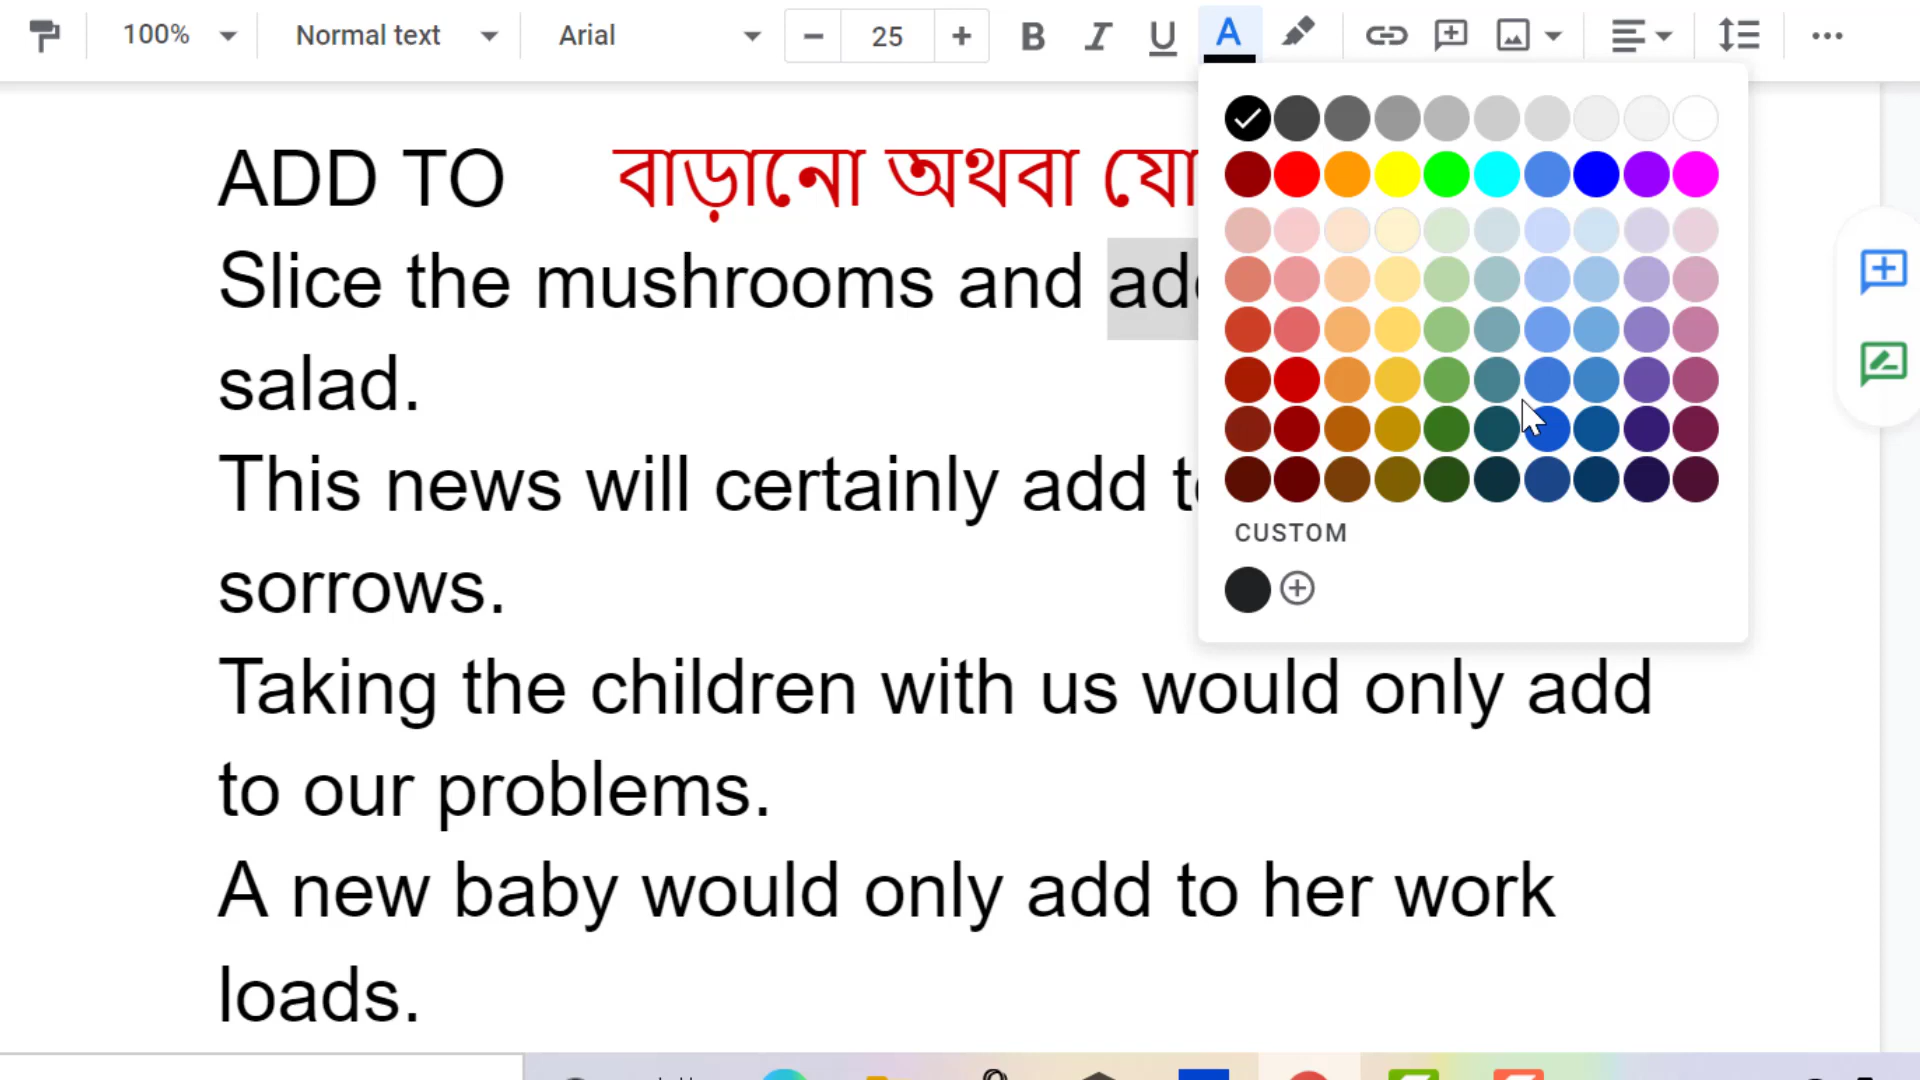 100% Normal text Arial 25 B I U A
ADD TO বাড়ানো অথবা
Slice the mushrooms and
salad.
This news will certainly add
sorrows.
Taking the children with us would only add
to our problems.
A new baby would only add to her work
loads.
CUSTOM